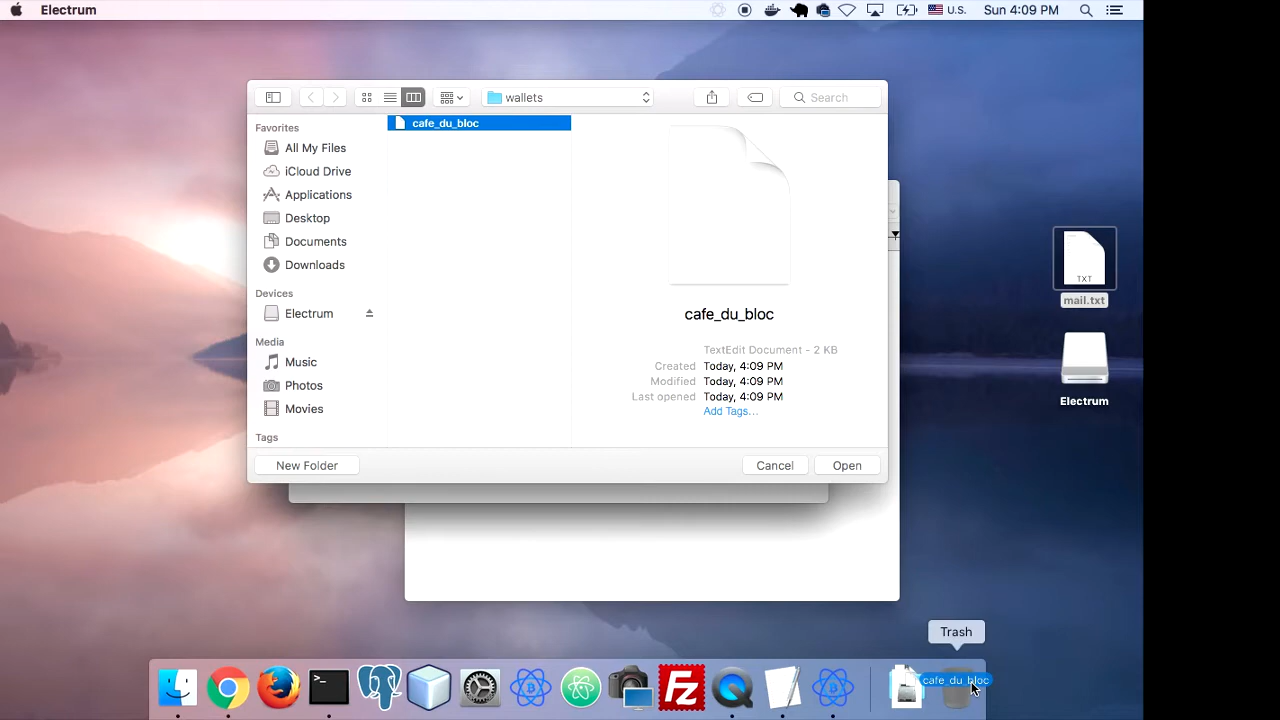 Electrum
U.S.
Sun 4:09 PM
wallets
Search
Favorites
All My Files
iCloud Drive
Applications
Desktop
Documents
Downloads
Devices
Electrum
Media
Music
Photos
Movies
Tags
cafe_du_bloc
cafe_du_bloc
TextEdit Document - 2 KB
Created Today, 4:09 PM
Modified Today, 4:09 PM
Last opened Today, 4:09 PM
Add Tags...
New Folder
Cancel
Open
TXT
mail.txt
Electrum
Trash
>_
Fz
cafe_du_bloc